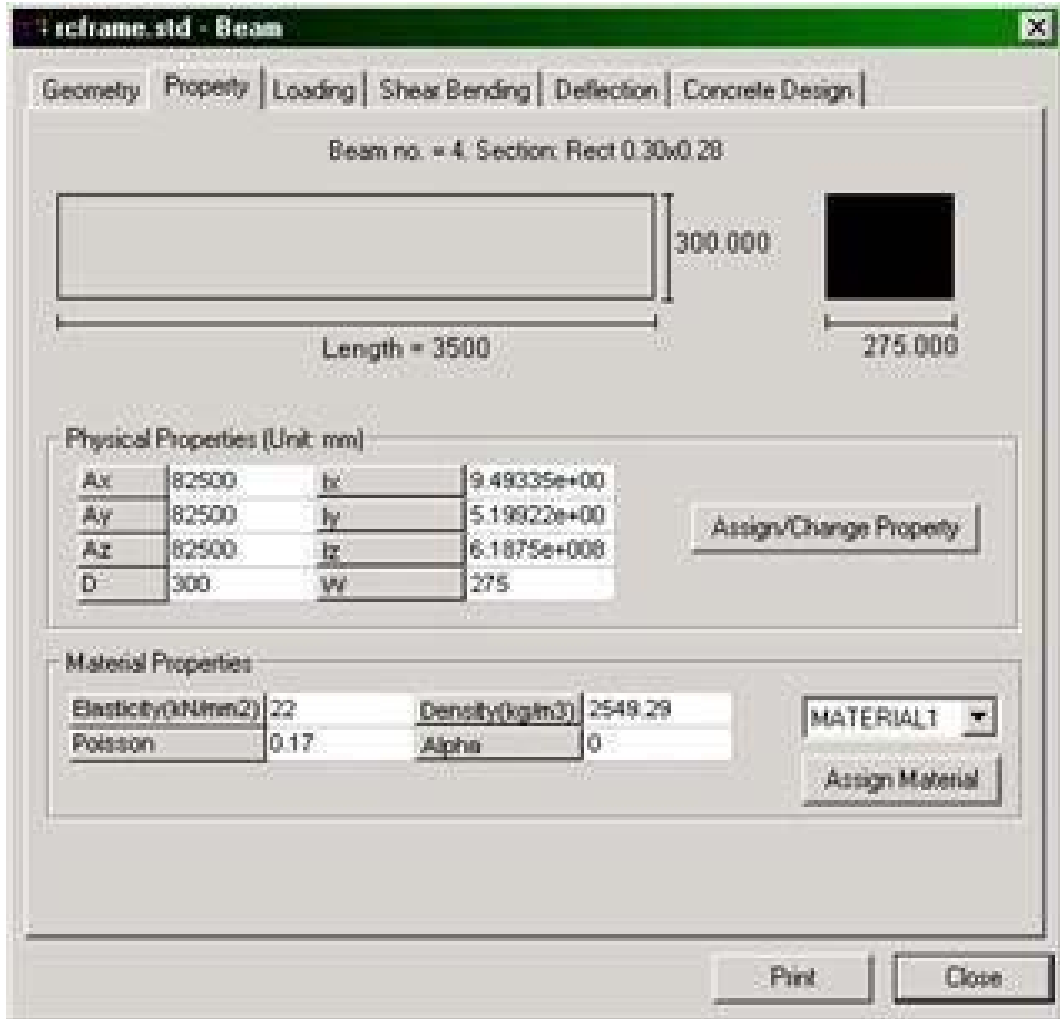 rcframe.std - Beam
Geometry Property Loading Shear Bending Deflection Concrete Design
Beam no. = 4. Section: Rect 0.30x0.28
300.000
Length = 3500
275.000
Physical Properties (Unit: mm)
Ax 82500 Ix 9.49335e+00
Ay 82500 Iy 5.19922e+00
Az 82500 Iz 6.1875e+008
D 300 W 275
Assign/Change Property
Material Properties
Elasticity(kN/mm2) 22 Density(kg/m3) 2549.29
Poisson 0.17 Alpha 0
MATERIAL1
Assign Material
Print Close